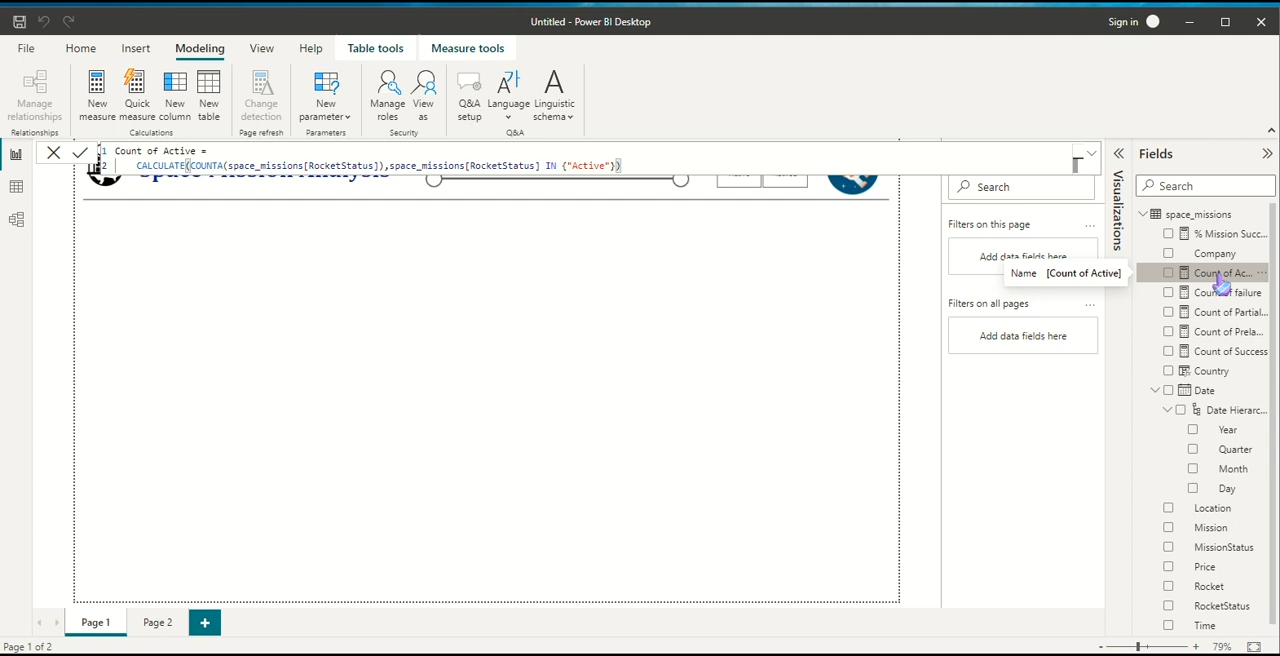 Untitled - Power BI Desktop
Sign in
File Home Insert Modeling View Help Table tools Measure tools
Manage relationships
New measure
Quick measure
New column
New table
Change detection
New parameter
Manage roles
View as
Q&A setup
Language
Linguistic schema
Relationships
Calculations
Page refresh
Parameters
Security
Q&A
1 Count of Active =
2 CALCULATE(COUNTA(space_missions[RocketStatus]),space_missions[RocketStatus] IN {"Active"})
Space Mission Analysis
Search
Filters on this page
...
Add data fields here
Name [Count of Active]
Filters on all pages
...
Add data fields here
Visualizations
Fields
Search
space_missions
% Mission Succ...
Company
Count of Ac... ...
Count of failure
Count of Partial...
Count of Prela...
Count of Success
Country
Date
Date Hierarc...
Year
Quarter
Month
Day
Location
Mission
MissionStatus
Price
Rocket
RocketStatus
Time
Page 1
Page 2
+
Page 1 of 2
- + 79%